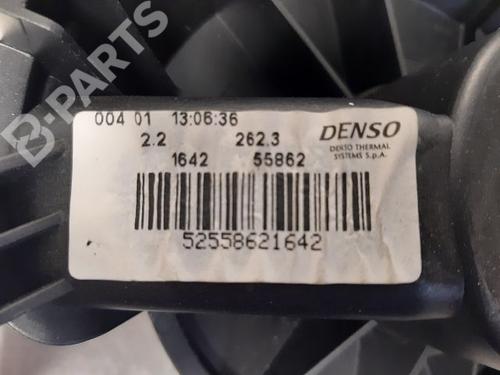 B-PARTS
004 01 13:06:36
2.2 262.3
1642 55862
DENSO
DENSO THERMAL
SYSTEMS S.p.A.
52558621642